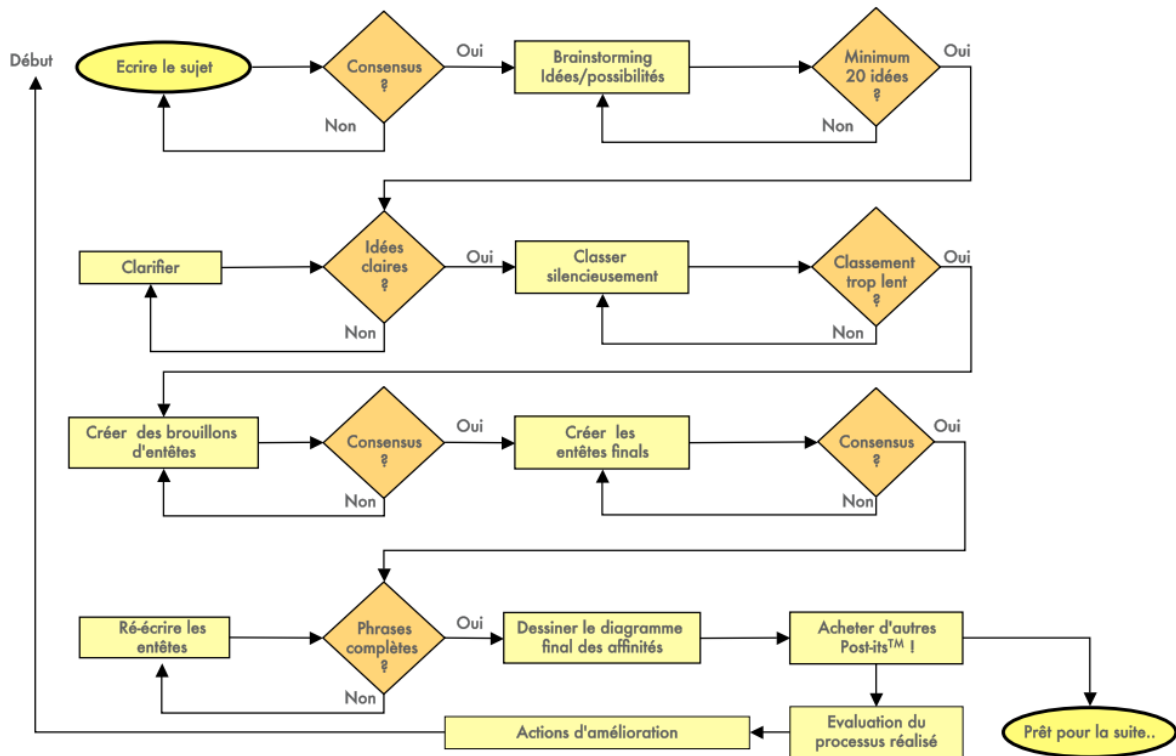 Début
Ecrire le sujet
Consensus
?
Oui
Non
Brainstorming
Idées/possibilités
Minimum
20 idées
?
Oui
Non
Clarifier
Idées
claires
?
Oui
Non
Classer
silencieusement
Classement
trop lent
?
Oui
Non
Créer des brouillons
d'entêtes
Consensus
?
Oui
Non
Créer les
entêtes finals
Consensus
?
Oui
Non
Ré-écrire les
entêtes
Phrases
complètes
?
Oui
Non
Dessiner le diagramme
final des affinités
Acheter d'autres
Post-its™ !
Actions d'amélioration
Evaluation du
processus réalisé
Prêt pour la suite..